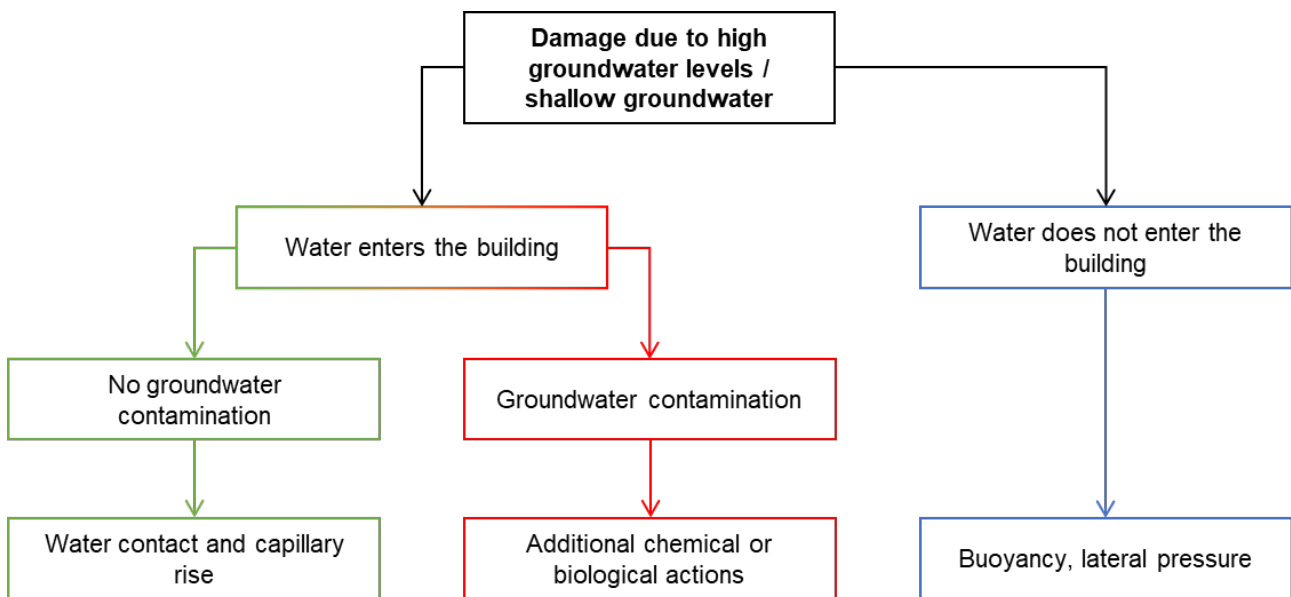 Damage due to high
groundwater levels /
shallow groundwater
Water enters the building
Water does not enter the
building
No groundwater
contamination
Groundwater contamination
Water contact and capillary
rise
Additional chemical or
biological actions
Buoyancy, lateral pressure